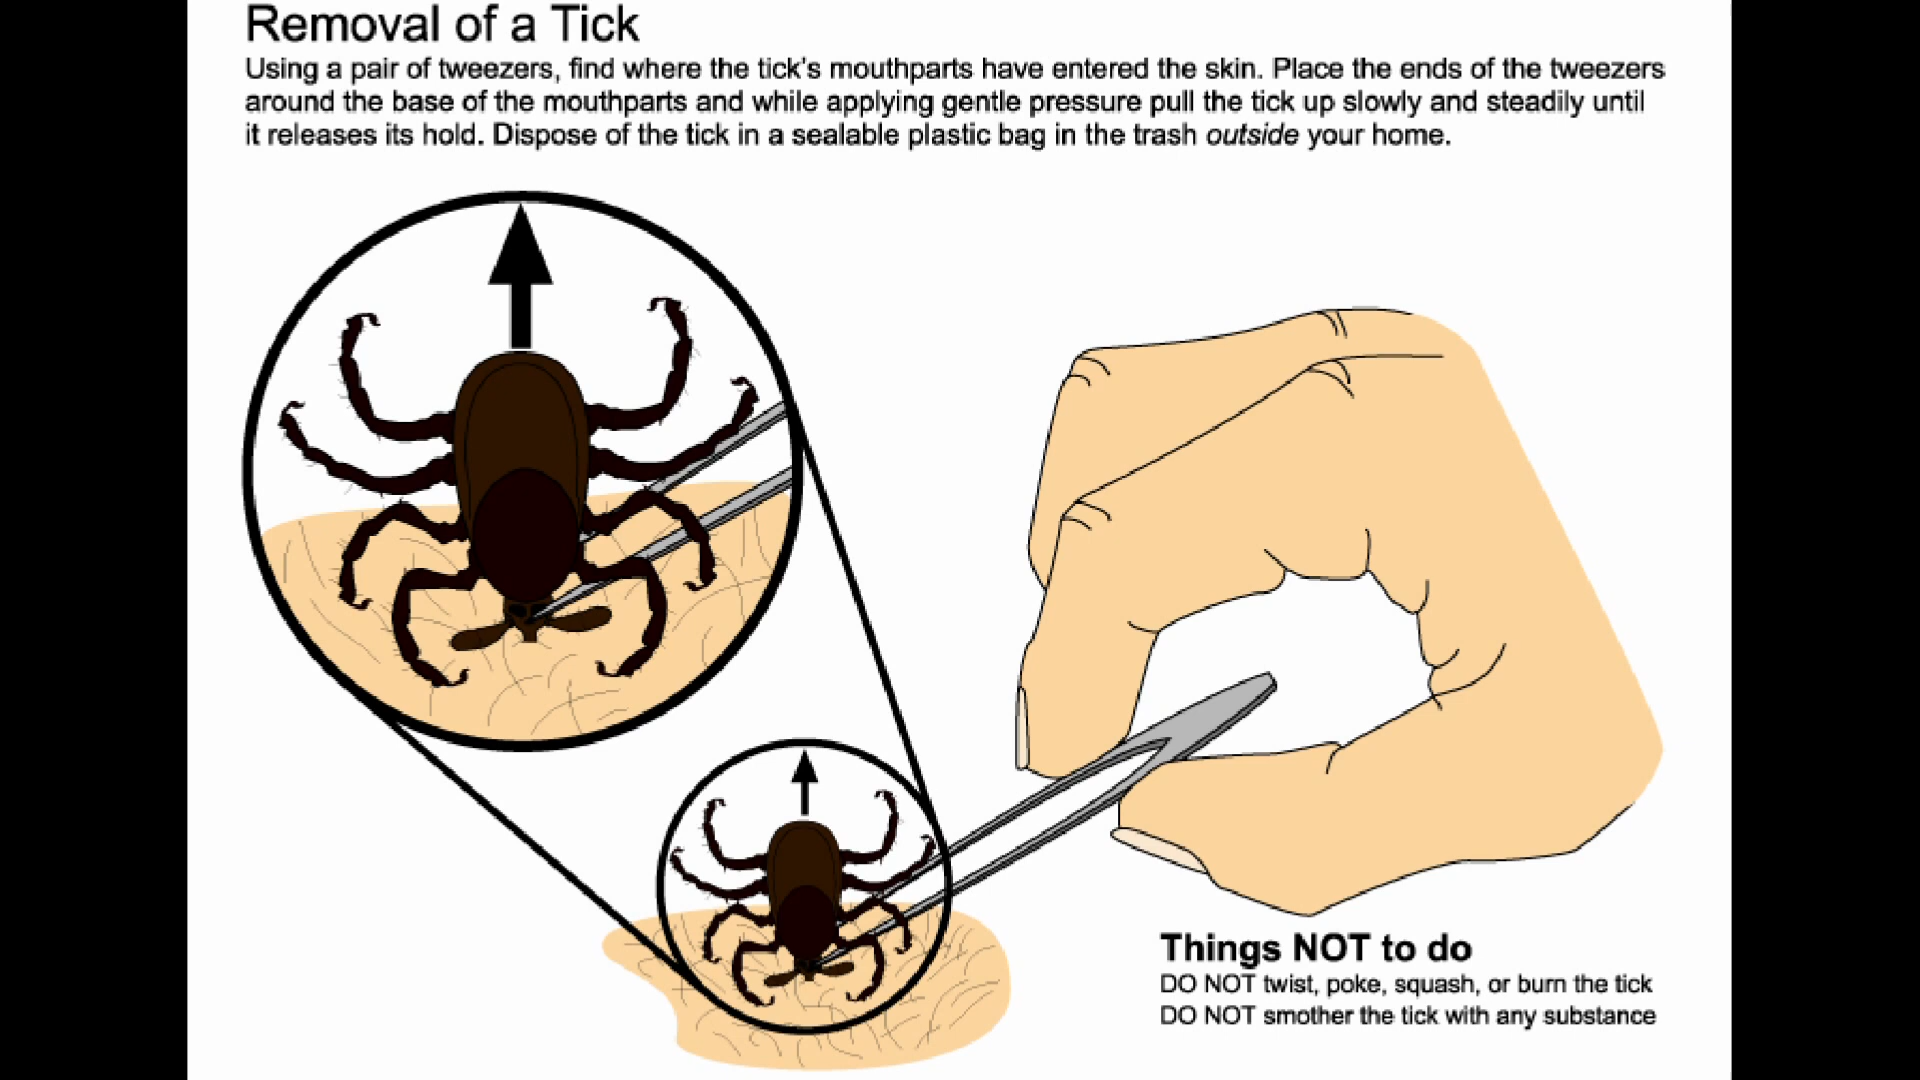 Removal of a Tick
Using a pair of tweezers, find where the tick's mouthparts have entered the skin. Place the ends of the tweezers
around the base of the mouthparts and while applying gentle pressure pull the tick up slowly and steadily until
it releases its hold. Dispose of the tick in a sealable plastic bag in the trash outside your home.
Things NOT to do
DO NOT twist, poke, squash, or burn the tick
DO NOT smother the tick with any substance